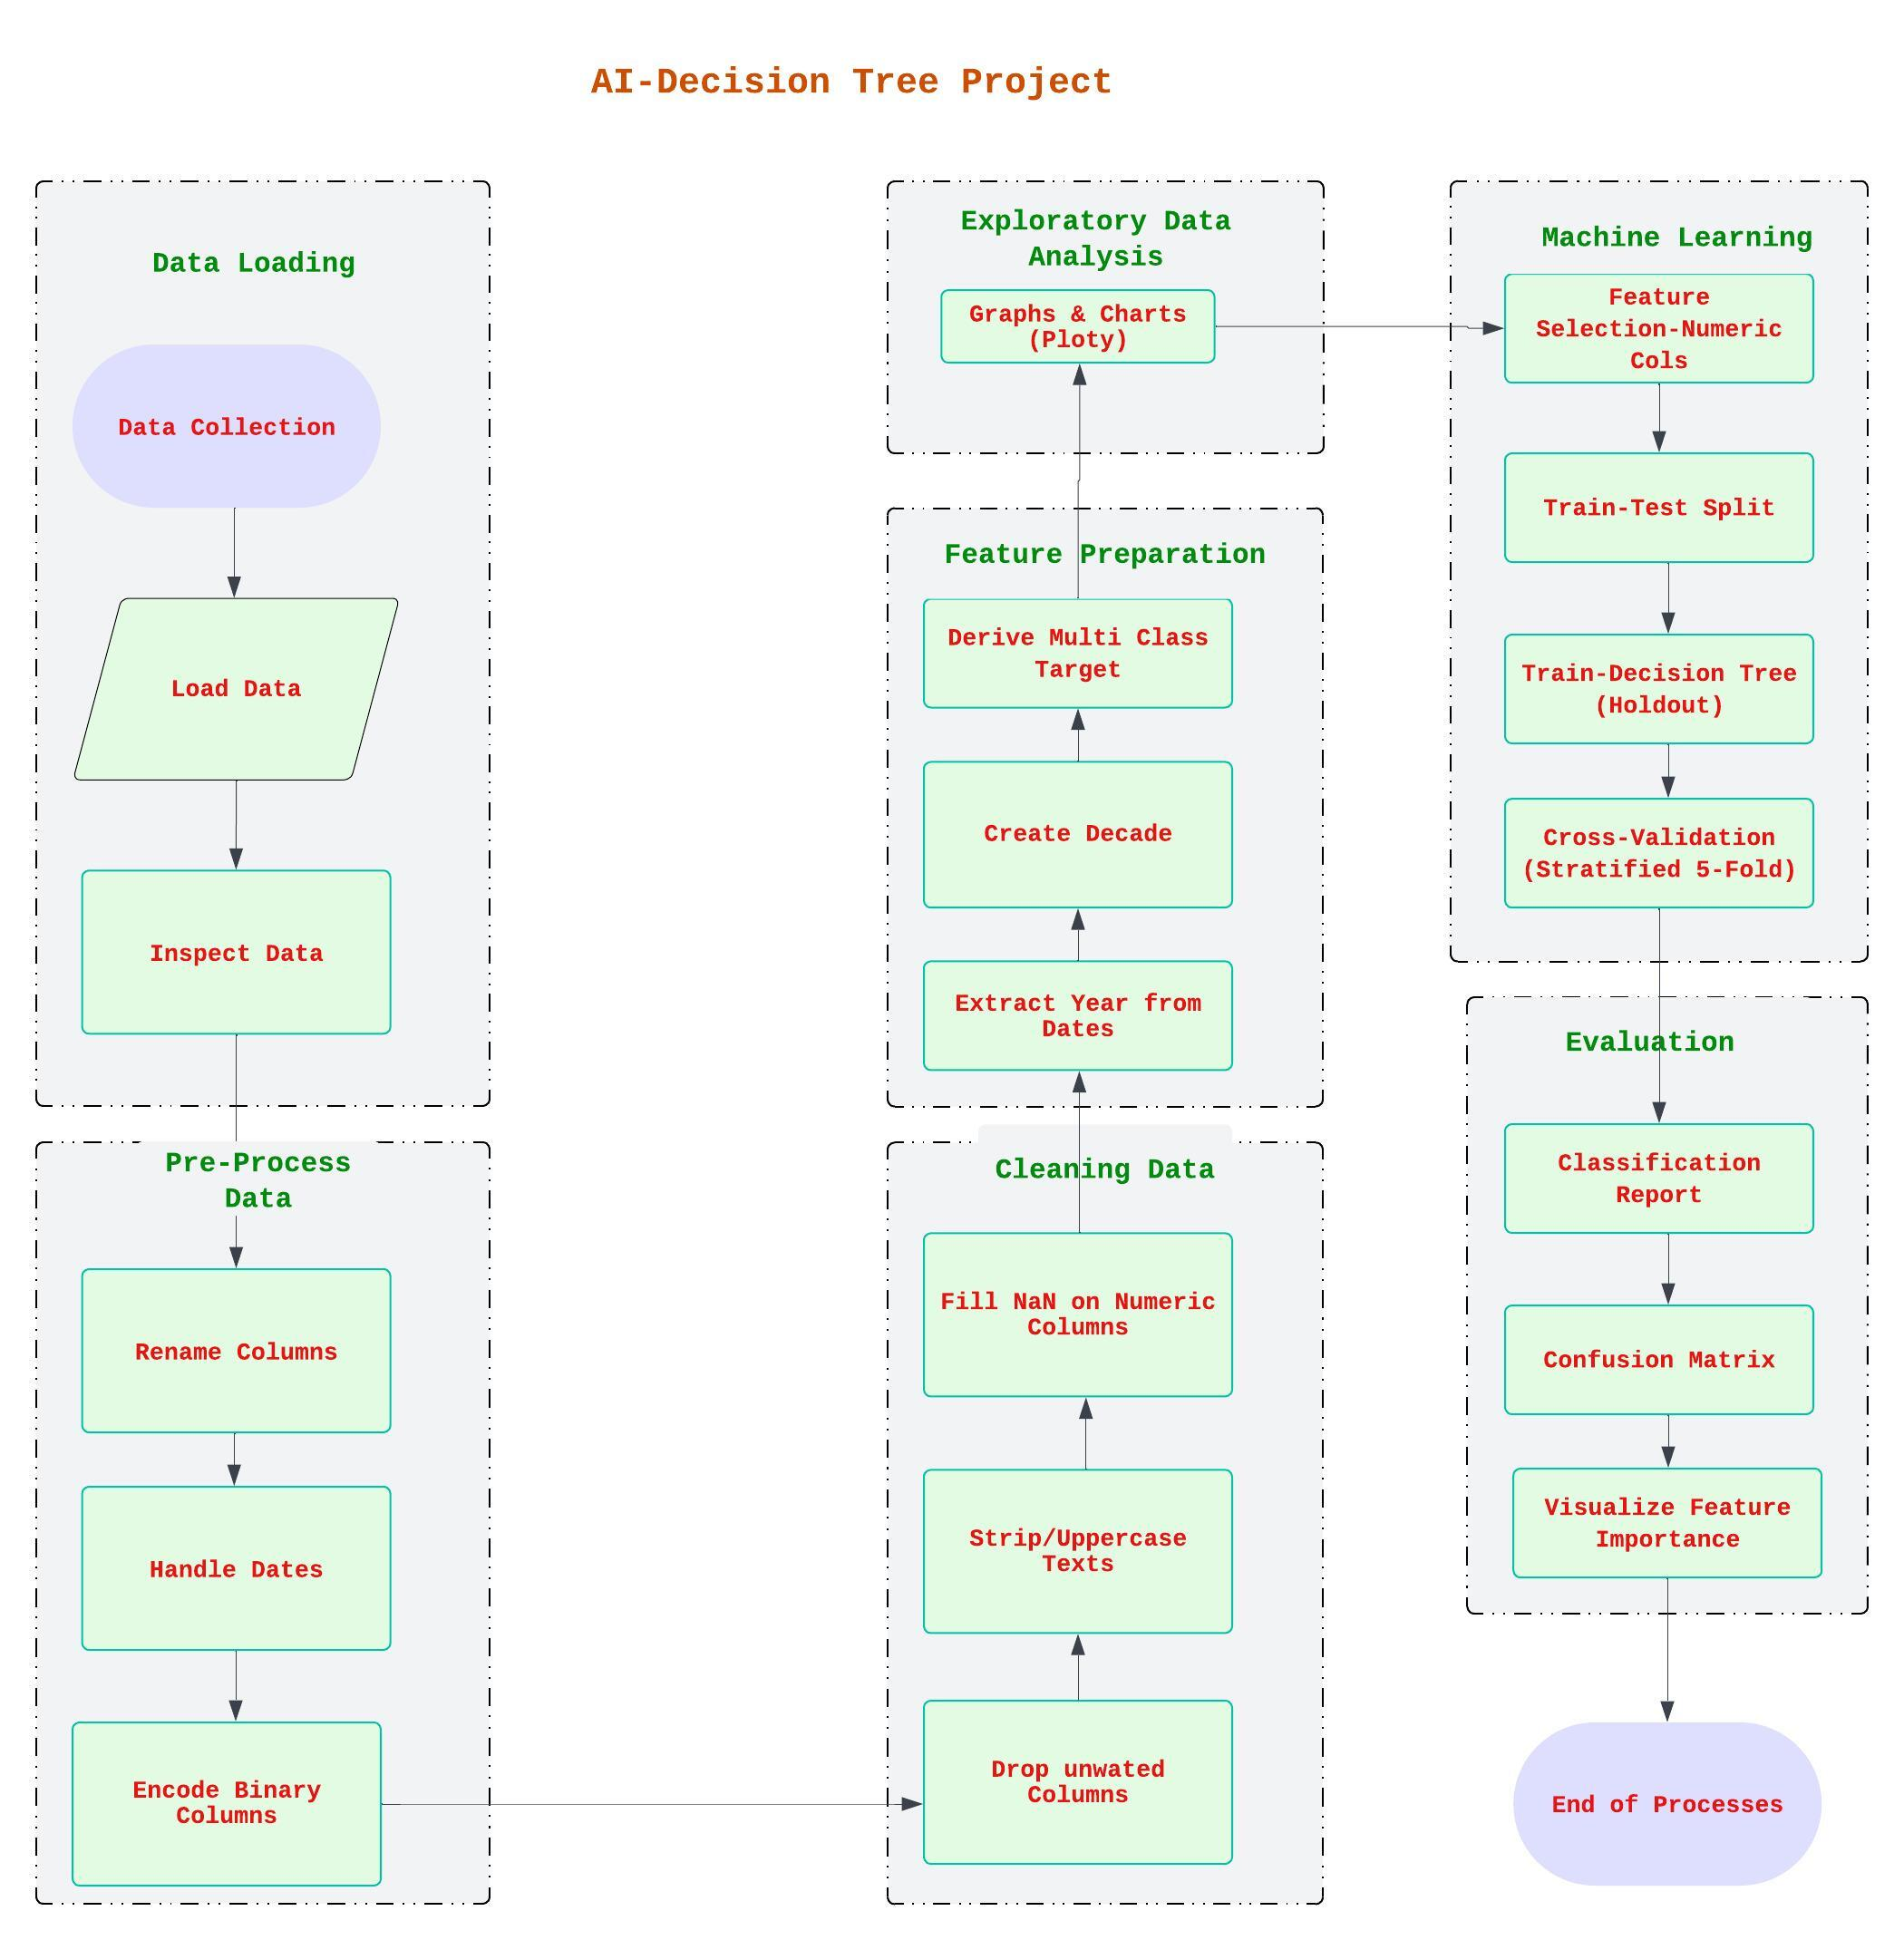 AI-Decision Tree Project
Data Loading
Data Collection
Load Data
Inspect Data
Pre-Process
Data
Rename Columns
Handle Dates
Encode Binary
Columns
Cleaning Data
Drop unwated
Columns
Strip/Uppercase
Texts
Fill NaN on Numeric
Columns
Feature Preparation
Extract Year from
Dates
Create Decade
Derive Multi Class
Target
Exploratory Data
Analysis
Graphs & Charts
(Ploty)
Machine Learning
Feature
Selection-Numeric
Cols
Train-Test Split
Train-Decision Tree
(Holdout)
Cross-Validation
(Stratified 5-Fold)
Evaluation
Classification
Report
Confusion Matrix
Visualize Feature
Importance
End of Processes